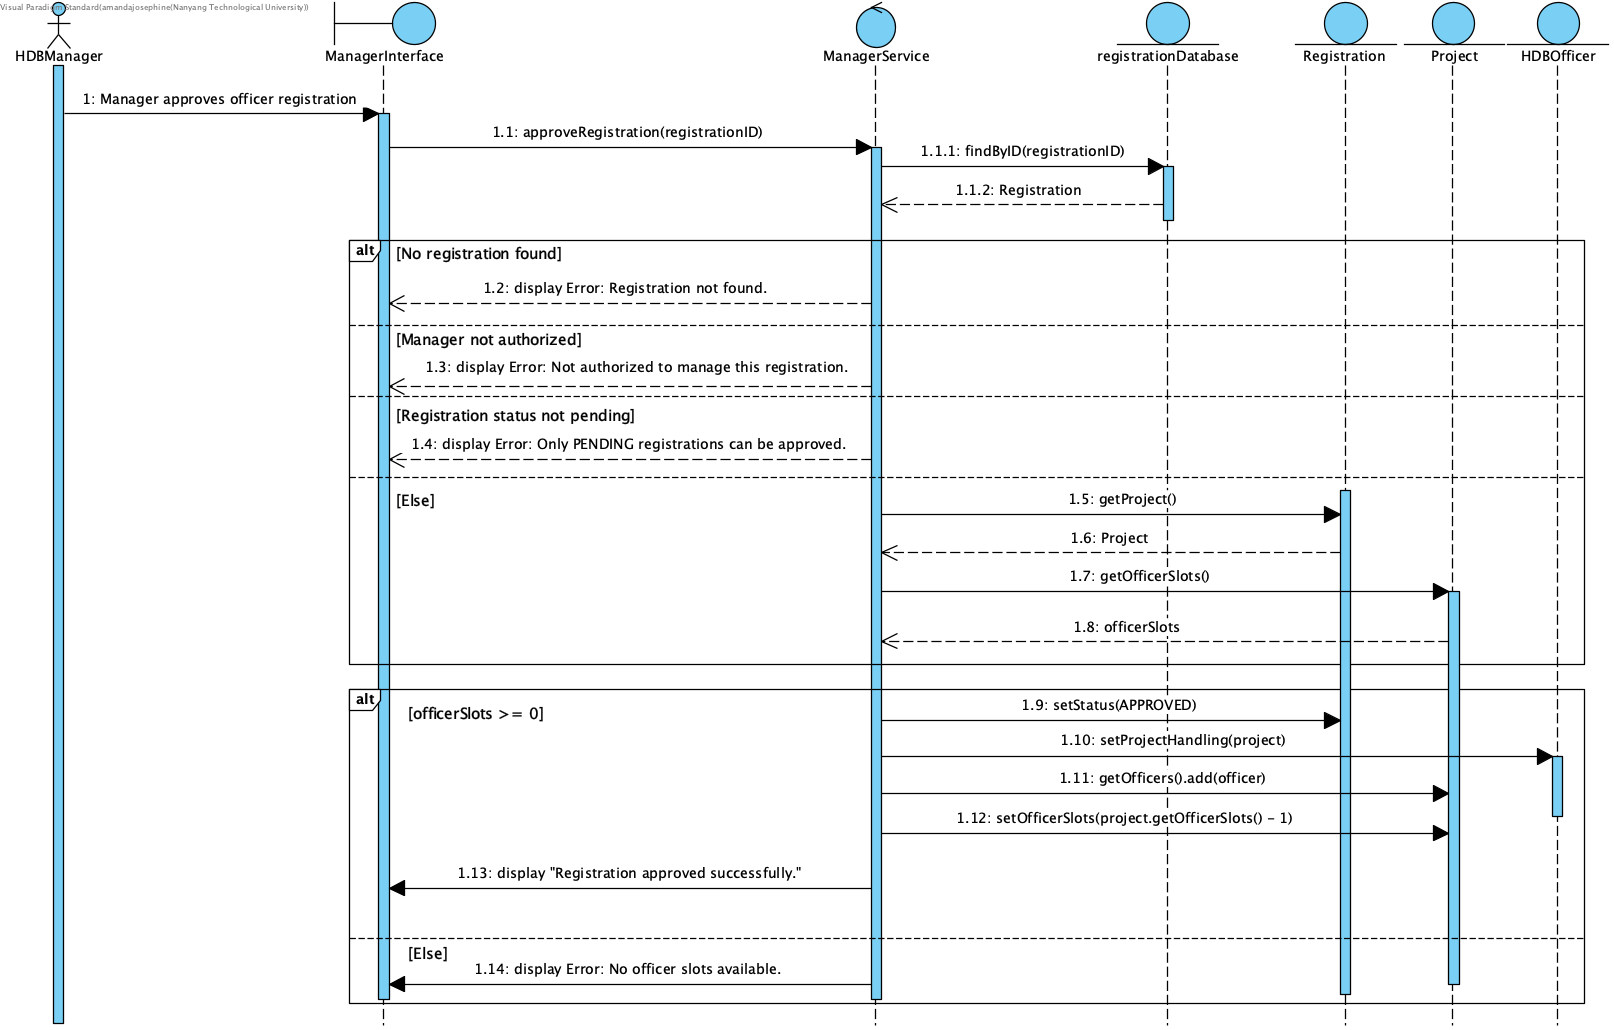 Visual Paradigm Standard(amandajosephine(Nanyang Technological University))
HDBManager
ManagerInterface
ManagerService
registrationDatabase
Registration
Project
HDBOfficer
1: Manager approves officer registration
1.1: approveRegistration(registrationID)
1.1.1: findByID(registrationID)
1.1.2: Registration
alt
[No registration found]
1.2: display Error: Registration not found.
[Manager not authorized]
1.3: display Error: Not authorized to manage this registration.
[Registration status not pending]
1.4: display Error: Only PENDING registrations can be approved.
[Else]
1.5: getProject()
1.6: Project
1.7: getOfficerSlots()
1.8: officerSlots
alt
[officerSlots >= 0]
1.9: setStatus(APPROVED)
1.10: setProjectHandling(project)
1.11: getOfficers().add(officer)
1.12: setOfficerSlots(project.getOfficerSlots() - 1)
1.13: display "Registration approved successfully."
[Else]
1.14: display Error: No officer slots available.